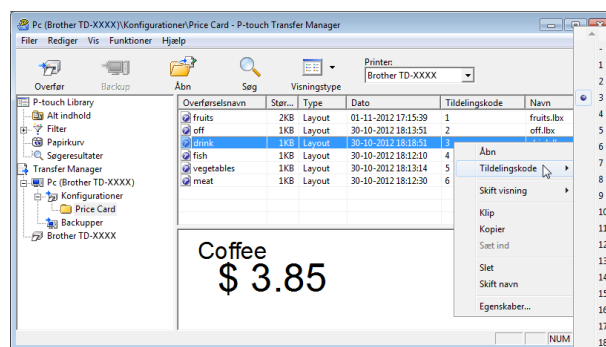 Pc (Brother TD-XXXX)\Konfigurationer\Price Card - P-touch Transfer Manager
Filer Rediger Vis Funktioner Hjælp
Overfør Backup Åbn Søg Visningstype
Printer:
Brother TD-XXXX
P-touch Library
Alt indhold
Filter
Papirkurv
Søgeresultater
Transfer Manager
Pc (Brother TD-XXXX)
Konfigurationer
Price Card
Backupper
Brother TD-XXXX
Overførselsnavn Stør... Type Dato Tildelingskode Navn
fruits 2KB Layout 01-11-2012 17:15:39 1 fruits.lbx
off 1KB Layout 30-10-2012 18:13:51 2 off.lbx
drink 1KB Layout 30-10-2012 18:18:51 3
fish 1KB Layout 30-10-2012 18:12:10 4
vegetables 1KB Layout 30-10-2012 18:13:14 5
meat 1KB Layout 30-10-2012 18:12:30 6
Åbn
Tildelingskode
Skift visning
Klip
Kopier
Sæt ind
Slet
Skift navn
Egenskaber...
-
1
2
3
4
5
6
7
8
9
10
11
12
13
14
15
16
17
18
Coffee
$ 3.85
NUM